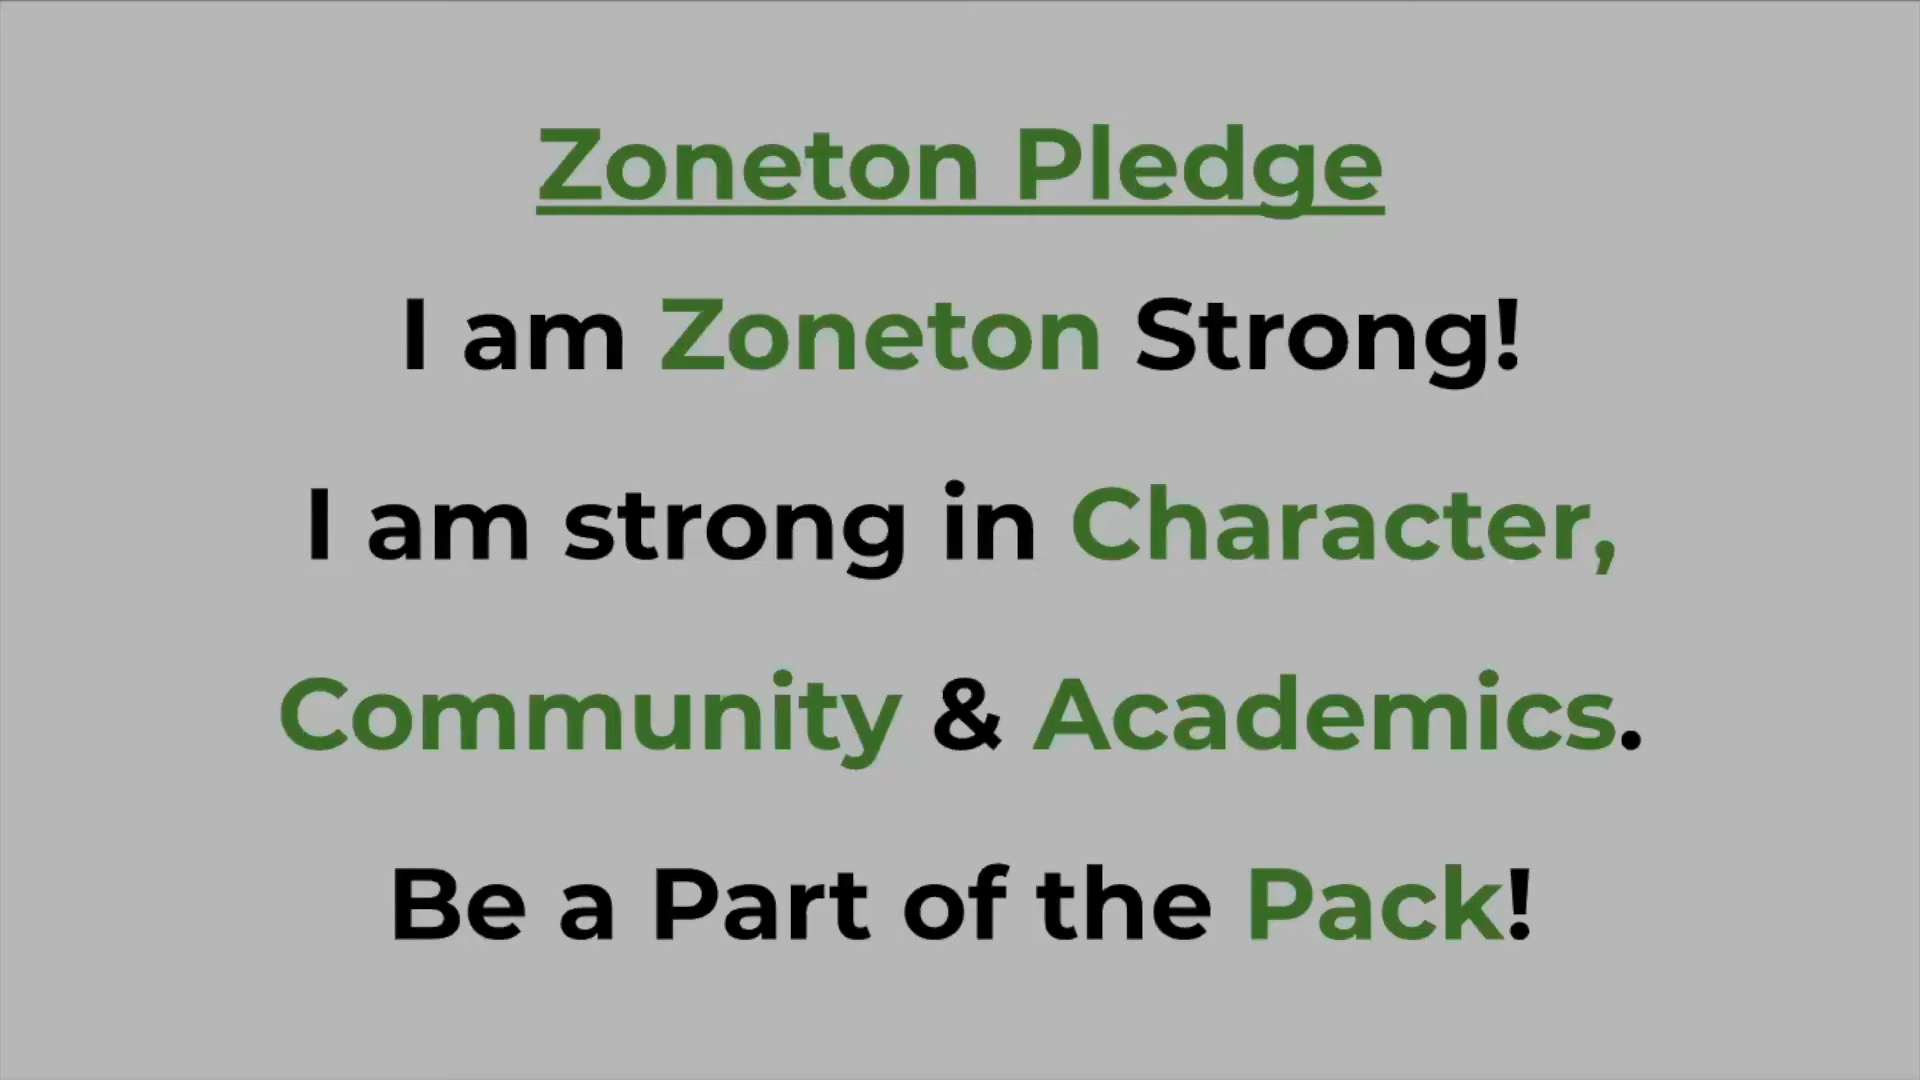 Zoneton Pledge
I am Zoneton Strong!
I am strong in Character,
Community & Academics.
Be a Part of the Pack!